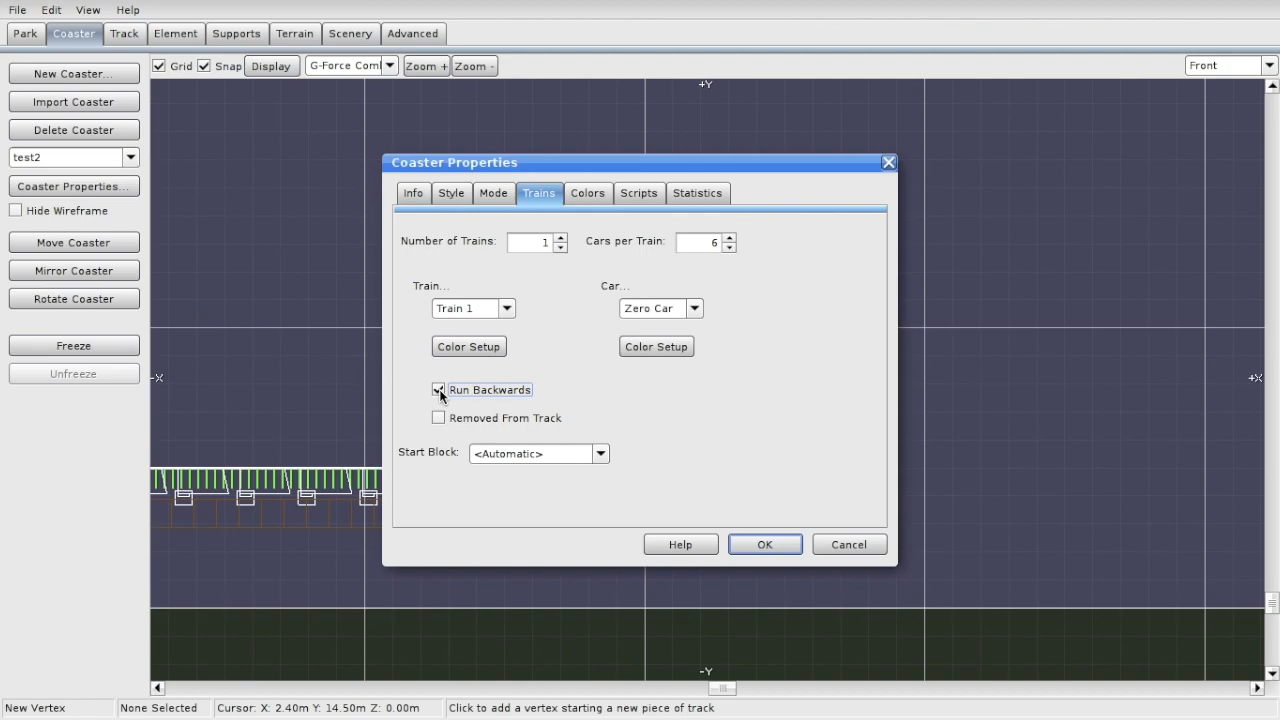 File Edit View Help
Park Coaster Track Element Supports Terrain Scenery Advanced
New Coaster...
Import Coaster
Delete Coaster
test2
Coaster Properties...
Hide Wireframe
Move Coaster
Mirror Coaster
Rotate Coaster
Freeze
Unfreeze
Grid Snap Display G-Force Coml Zoom + Zoom - Front
+Y
-X
+X
-Y
Coaster Properties
Info Style Mode Trains Colors Scripts Statistics
Number of Trains: 1 Cars per Train: 6
Train... Car...
Train 1 Zero Car
Color Setup Color Setup
Run Backwards
Removed From Track
Start Block: <Automatic>
Help OK Cancel
New Vertex None Selected Cursor: X: 2.40m Y: 14.50m Z: 0.00m Click to add a vertex starting a new piece of track